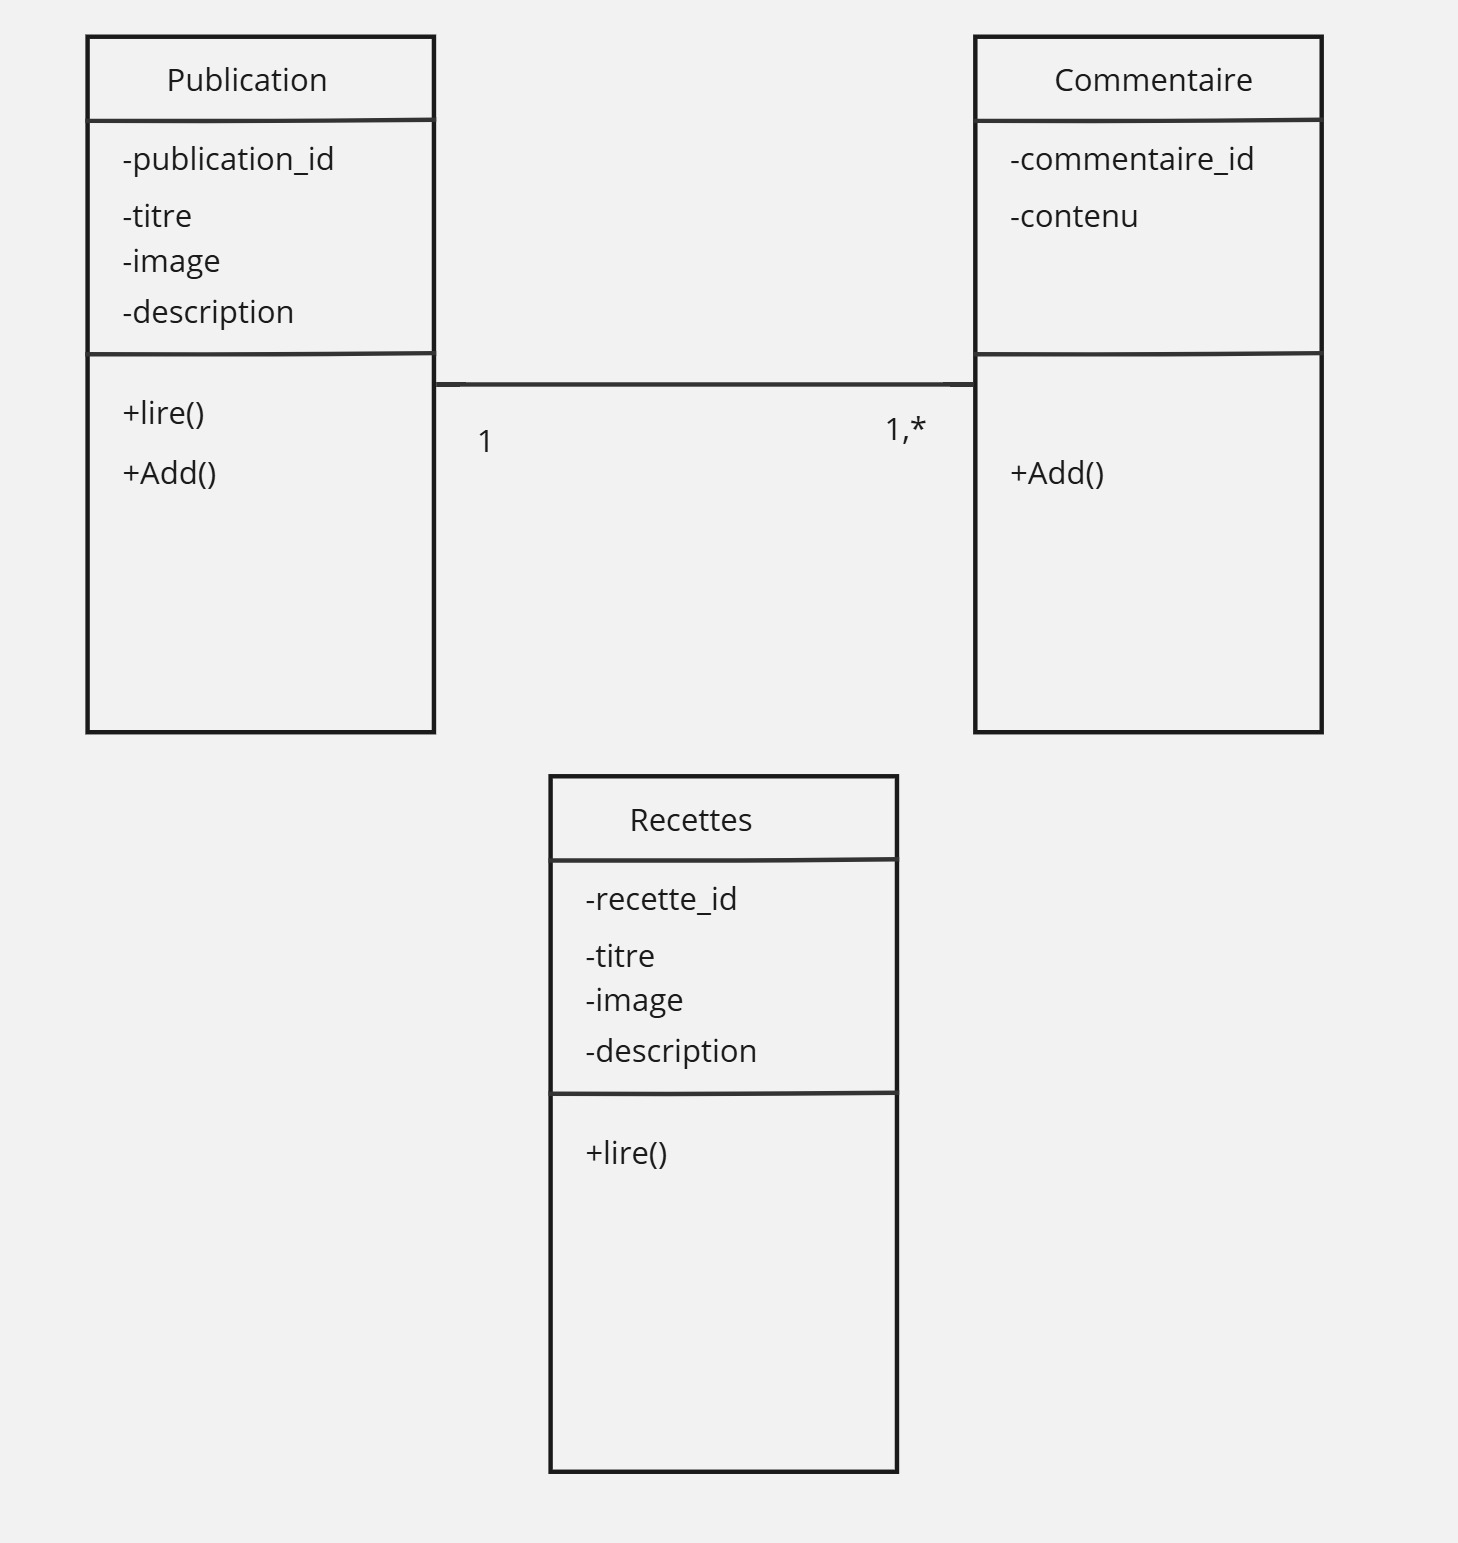 Publication
-publication_id
-titre
-image
-description
+lire()
+Add()
1
1,*
Commentaire
-commentaire_id
-contenu
+Add()
Recettes
-recette_id
-titre
-image
-description
+lire()